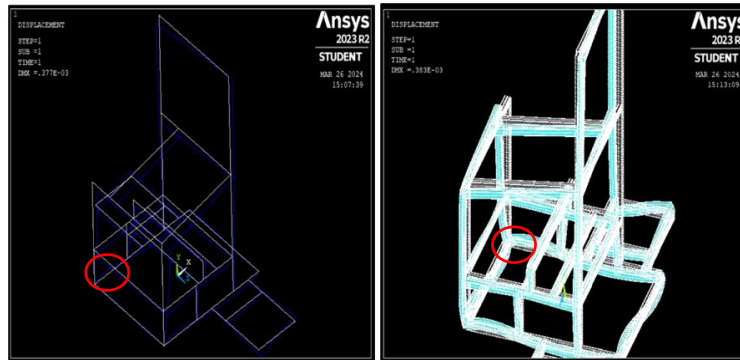 1
DISPLACEMENT
STEP=1
SUB =1
TIME=1
DMX =.377E-03
Ansys
2023 R2
STUDENT
MAR 26 2024
15:07:39
Y
X
Z
1
DISPLACEMENT
STEP=1
SUB =1
TIME=1
DMX =.383E-03
Ansys
2023 R2
STUDENT
MAR 26 2024
15:13:09